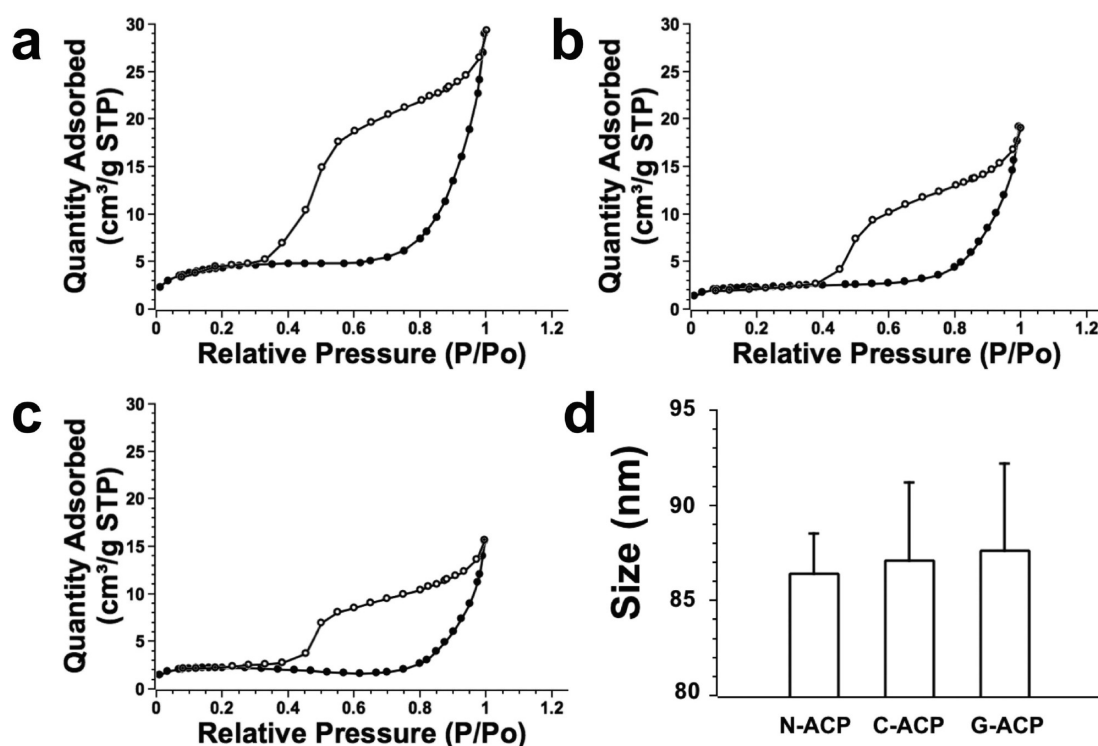 a
Quantity Adsorbed
(cm³/g STP)
30
25
20
15
10
5
0
0 0.2 0.4 0.6 0.8 1 1.2
Relative Pressure (P/Po)
b
Quantity Adsorbed
(cm³/g STP)
30
25
20
15
10
5
0
0 0.2 0.4 0.6 0.8 1 1.2
Relative Pressure (P/Po)
c
Quantity Adsorbed
(cm³/g STP)
30
25
20
15
10
5
0
0 0.2 0.4 0.6 0.8 1 1.2
Relative Pressure (P/Po)
d
Size (nm)
95
90
85
80
N-ACP C-ACP G-ACP